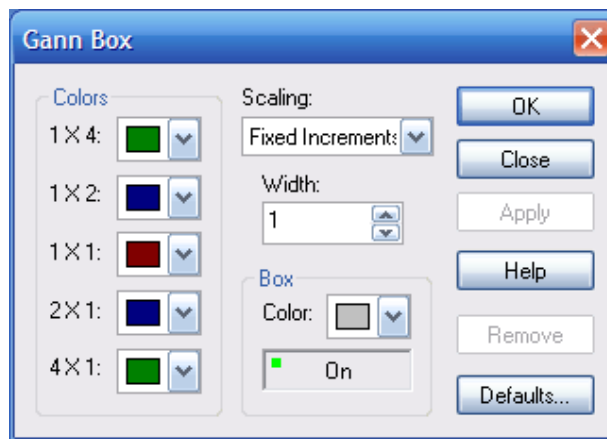 Gann Box
Colors
1 X 4:
1 X 2:
1 X 1:
2 X 1:
4 X 1:
Scaling:
Fixed Increments
Width:
1
Box
Color:
On
OK
Close
Apply
Help
Remove
Defaults...